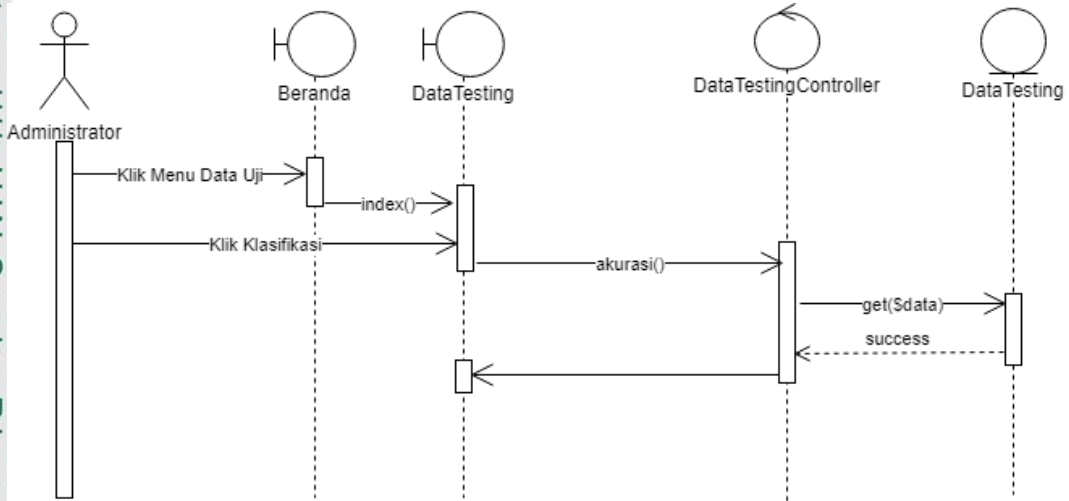 Beranda
DataTesting
DataTestingController
DataTesting
Administrator
Klik Menu Data Uji
index()
Klik Klasifikasi
akurasi()
get($data)
success